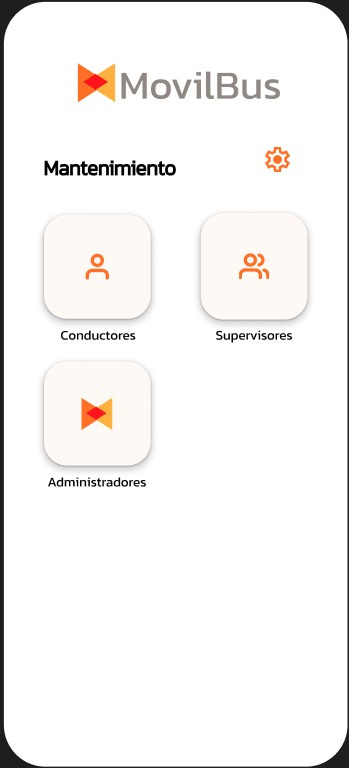 MovilBus
Mantenimiento
Conductores
Supervisores
Administradores